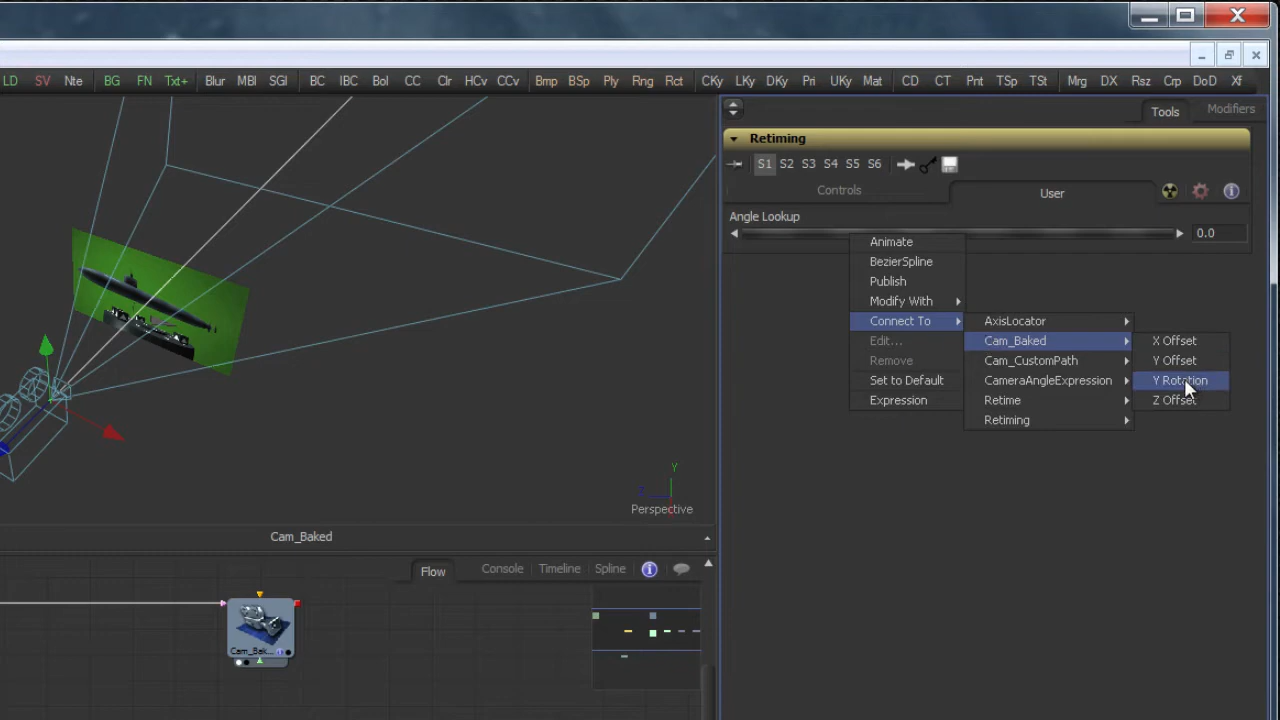 LD SV Nte BG FN Txt+ Blur MBl SGl BC IBC Bol CC Clr HCv CCv Bmp BSp Ply Rng Rct CKy LKy DKy Pri UKy Mat CD CT Pnt TSp TSt Mrg DX Rsz Crp DoD Xf
Tools Modifiers
Retiming
S1 S2 S3 S4 S5 S6
Controls User
Angle Lookup
0.0
Animate
BezierSpline
Publish
Modify With
Connect To
Edit...
Remove
Set to Default
Expression
AxisLocator
Cam_Baked
Cam_CustomPath
CameraAngleExpression
Retime
Retiming
X Offset
Y Offset
Y Rotation
Z Offset
Y
Z
Perspective
Cam_Baked
Flow Console Timeline Spline
Cam_Bak...